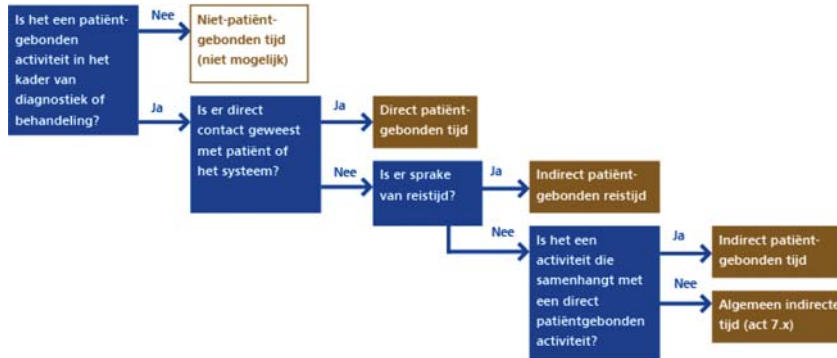 Is het een patiënt-
gebonden
activiteit in het
kader van
diagnostiek of
behandeling?
Nee
Niet-patiënt-
gebonden tijd
(niet mogelijk)
Ja
Is er direct
contact geweest
met patiënt of
het systeem?
Ja
Direct patiënt-
gebonden tijd
Nee
Is er sprake
van reistijd?
Ja
Indirect patiënt-
gebonden reistijd
Nee
Is het een
activiteit die
samenhangt met
een direct
patiëntgebonden
activiteit?
Ja
Indirect patiënt-
gebonden tijd
Nee
Algemeen indirecte
tijd (act 7.x)